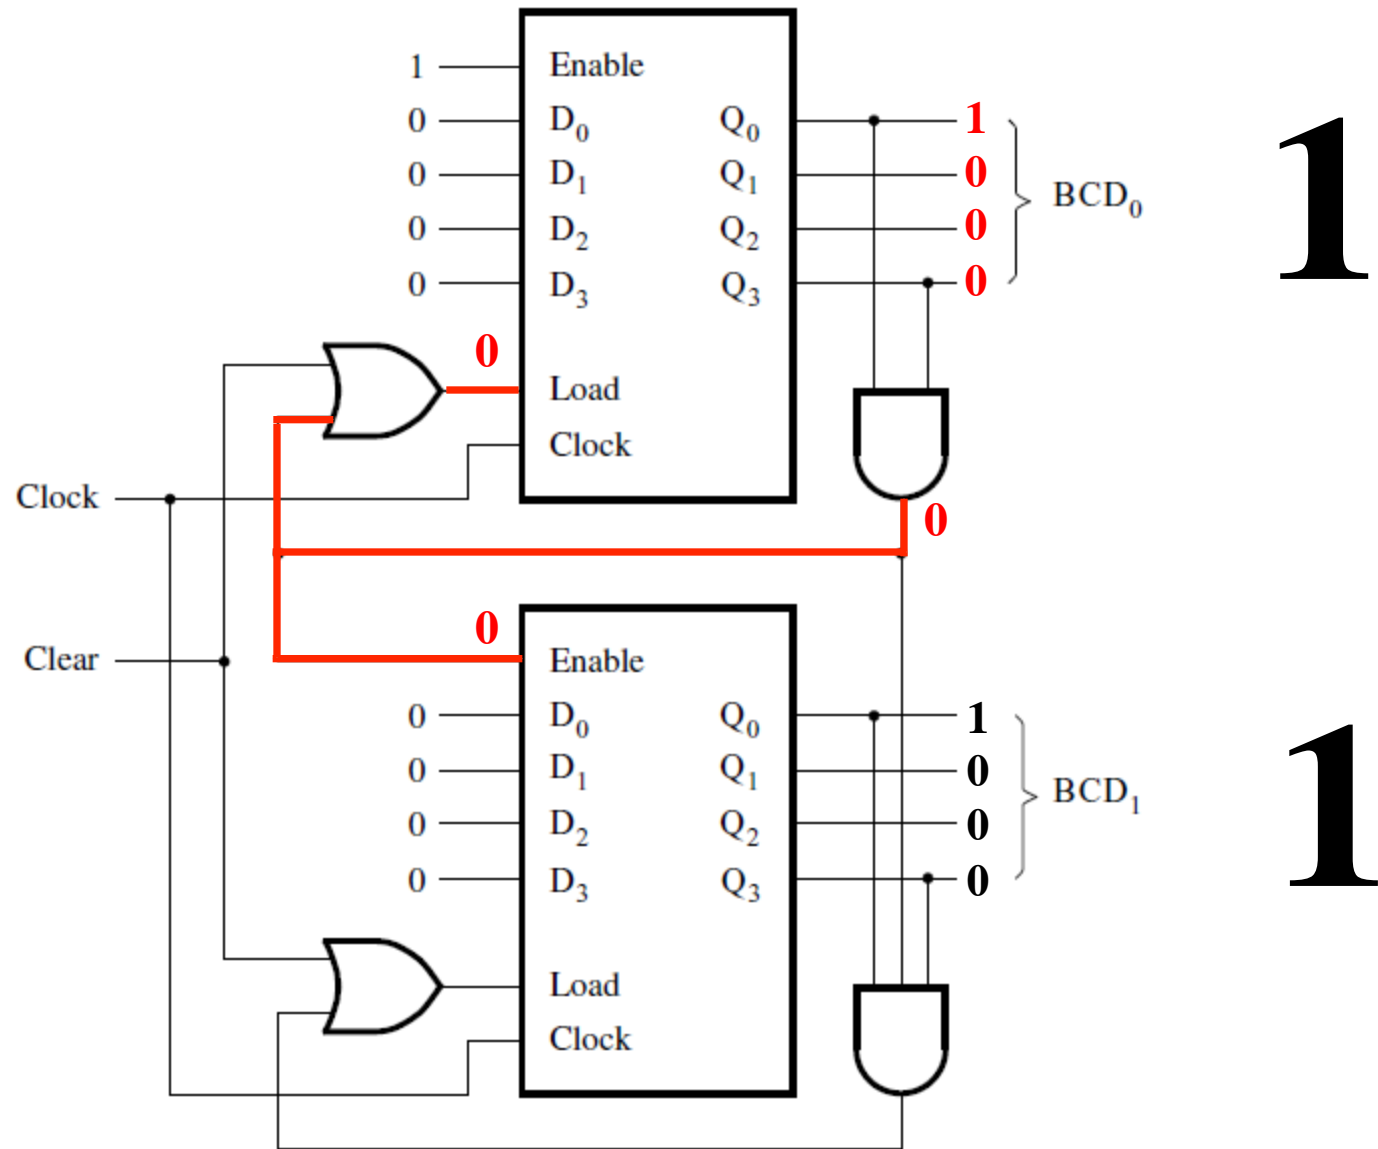 1 Enable
0 D0 Q0 1
0 D1 Q1 0 BCD0 1
0 D2 Q2 0
0 D3 Q3 0
0 Load
Clock
Clock
0
0
Clear Enable
0 D0 Q0 1
0 D1 Q1 0 BCD1 1
0 D2 Q2 0
0 D3 Q3 0
Load
Clock